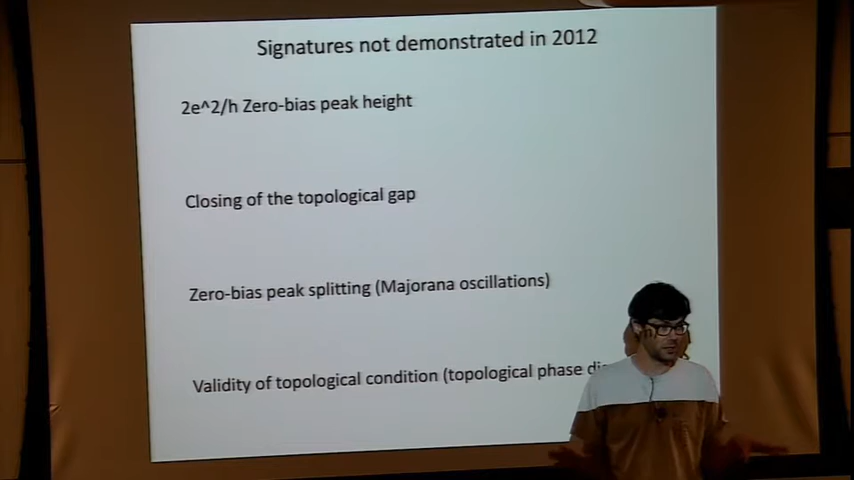 Signatures not demonstrated in 2012
2e^2/h Zero-bias peak height
Closing of the topological gap
Zero-bias peak splitting (Majorana oscillations)
Validity of topological condition (topological phase